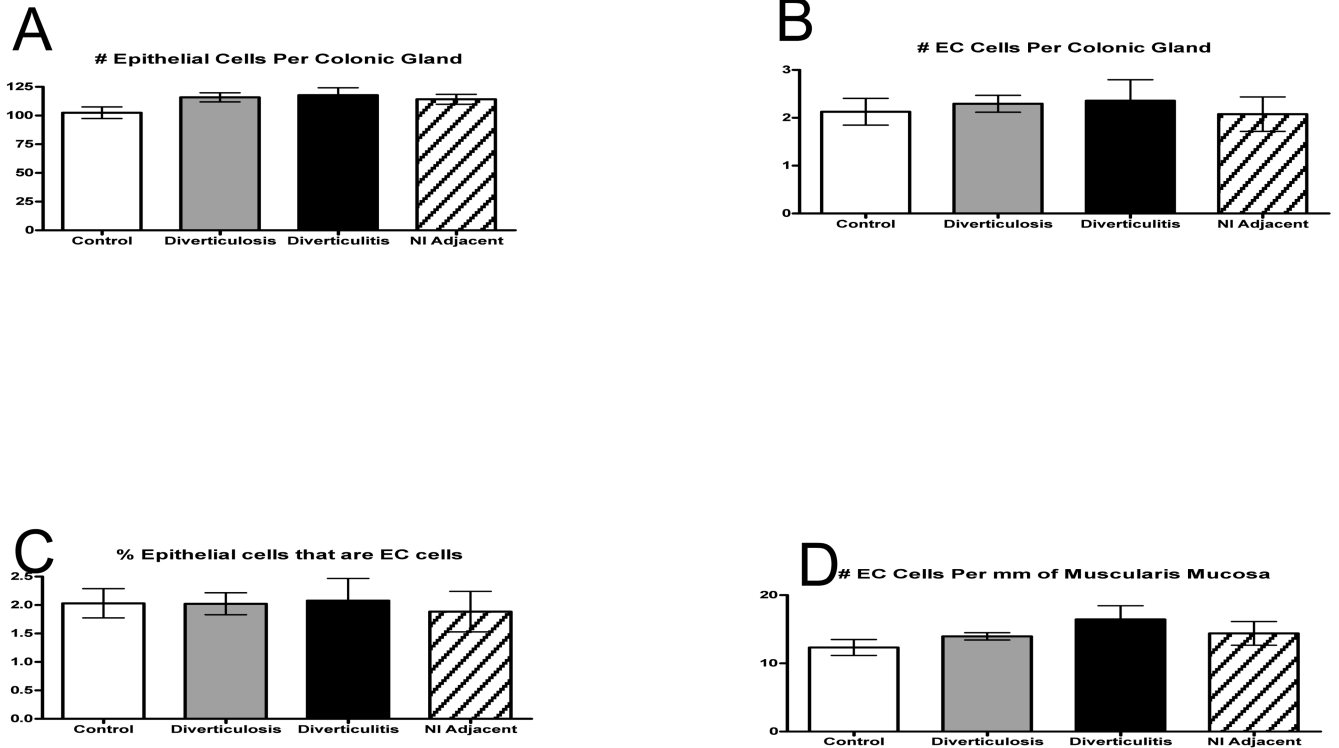 A
# Epithelial Cells Per Colonic Gland
125
100
75
50
25
0
Control Diverticulosis Diverticulitis NI Adjacent
B
# EC Cells Per Colonic Gland
3
2
1
0
Control Diverticulosis Diverticulitis NI Adjacent
C
% Epithelial cells that are EC cells
2.5
2.0
1.5
1.0
0.5
0.0
Control Diverticulosis Diverticulitis NI Adjacent
D
# EC Cells Per mm of Muscularis Mucosa
20
10
0
Control Diverticulosis Diverticulitis NI Adjacent